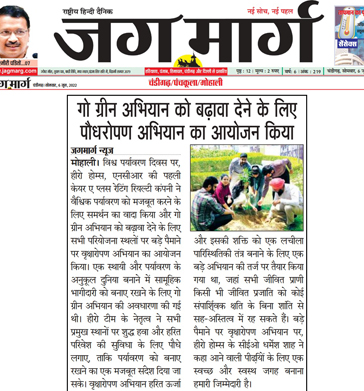 राष्ट्रीय हिन्दी दैनिक
नई सोच, नई पहल
जग मार्ग
www.jagmarg.com
चंडीगढ़/पंचकूला/मोहाली
गो ग्रीन अभियान को बढ़ावा देने के लिए
पौधरोपण अभियान का आयोजन किया
जगमार्ग न्यूज
मोहाली। विश्व पर्यावरण दिवस पर,
हीरो होम्स, एनसीआर की पहली
केयर ए प्लस रेटिंग रियल्टी कंपनी ने
वैश्विक पर्यावरण को मजबूत करने के
लिए समर्थन का वादा किया और गो
ग्रीन अभियान को बढ़ावा देने के लिए
सभी परियोजना स्थलों पर बड़े पैमाने
पर वृक्षारोपण अभियान का आयोजन
किया। एक स्थायी और पर्यावरण के
अनुकूल दुनिया बनाने में सामूहिक
भागीदारी को बनाए रखने के लिए गो
ग्रीन अभियान की अवधारणा की गई
थी। हीरो टीम के नेतृत्व ने सभी
प्रमुख स्थानों पर शुद्ध हवा और हरित
परिवेश की सुविधा के लिए पौधे
लगाए, ताकि पर्यावरण को बनाए
रखने का एक मजबूत संदेश दिया जा
सके। वृक्षारोपण अभियान हरित ऊर्जा
और इसकी शक्ति को एक लचीला
पारिस्थितिकी तंत्र बनाने के लिए एक
बड़े अभियान की तर्ज पर तैयार किया
गया था, जहां सभी जीवित प्राणी
किसी भी जीवित प्रजाति को कोई
संपार्श्विक क्षति के बिना शांति से
सह-अस्तित्व में रह सकते हैं। बड़े
पैमाने पर वृक्षारोपण अभियान पर,
हीरो होम्स के सीईओ धर्मेश शाह ने
कहा आने वाली पीढ़ियों के लिए एक
स्वच्छ और स्वस्थ जगह बनाना
हमारी जिम्मेदारी है।